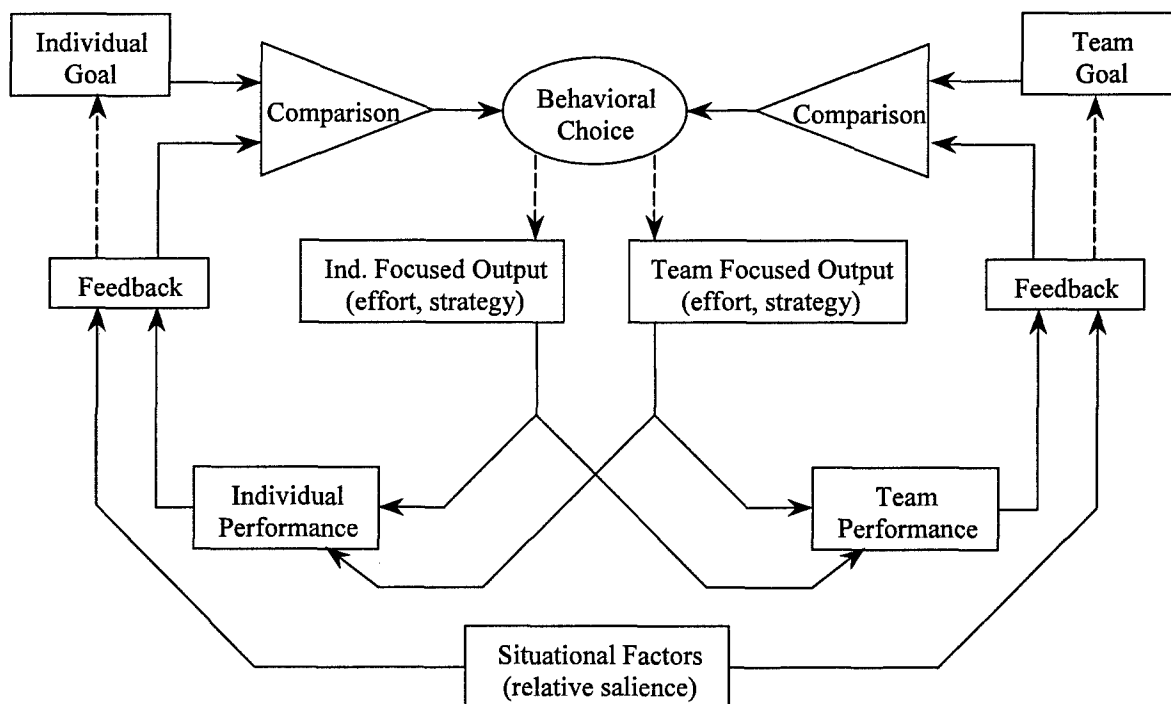 Individual
Goal
Comparison
Behavioral
Choice
Comparison
Team
Goal
Feedback
Ind. Focused Output
(effort, strategy)
Team Focused Output
(effort, strategy)
Feedback
Individual
Performance
Team
Performance
Situational Factors
(relative salience)